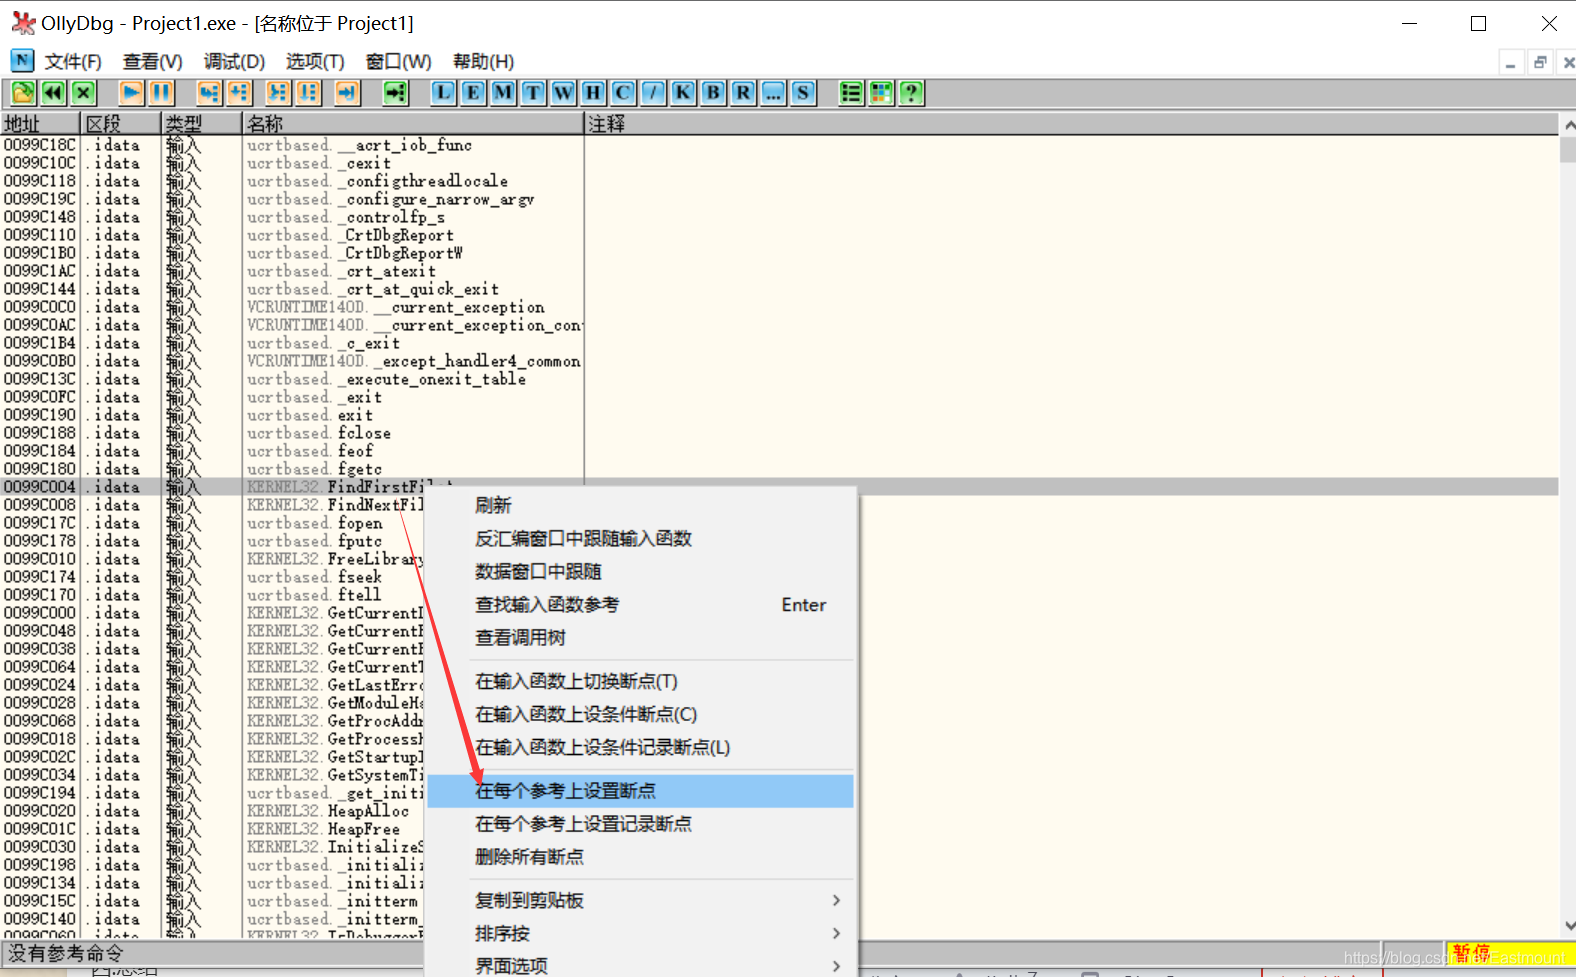 OllyDbg - Project1.exe - [名称位于 Project1]
文件(F) 查看(V) 调试(D) 选项(T) 窗口(W) 帮助(H)
L E M T W H C / K B R ... S ?
地址 区段 类型 名称 注释
0099C18C .idata 输入 ucrtbased.__acrt_iob_func
0099C10C .idata 输入 ucrtbased._cexit
0099C118 .idata 输入 ucrtbased._configthreadlocale
0099C19C .idata 输入 ucrtbased._configure_narrow_argv
0099C148 .idata 输入 ucrtbased._controlfp_s
0099C110 .idata 输入 ucrtbased._CrtDbgReport
0099C1B0 .idata 输入 ucrtbased._CrtDbgReportW
0099C1AC .idata 输入 ucrtbased._crt_atexit
0099C144 .idata 输入 ucrtbased._crt_at_quick_exit
0099C0C0 .idata 输入 VCRUNTIME140D.__current_exception
0099C0AC .idata 输入 VCRUNTIME140D.__current_exception_con
0099C1B4 .idata 输入 ucrtbased._c_exit
0099C0B0 .idata 输入 VCRUNTIME140D._except_handler4_common
0099C13C .idata 输入 ucrtbased._execute_onexit_table
0099C0FC .idata 输入 ucrtbased._exit
0099C190 .idata 输入 ucrtbased.exit
0099C188 .idata 输入 ucrtbased.fclose
0099C184 .idata 输入 ucrtbased.feof
0099C180 .idata 输入 ucrtbased.fgetc
0099C004 .idata 输入 KERNEL32.FindFirstFil
0099C008 .idata 输入 KERNEL32.FindNextFil
0099C17C .idata 输入 ucrtbased.fopen
0099C178 .idata 输入 ucrtbased.fputc
0099C010 .idata 输入 KERNEL32.FreeLibrary
0099C174 .idata 输入 ucrtbased.fseek
0099C170 .idata 输入 ucrtbased.ftell
0099C000 .idata 输入 KERNEL32.GetCurrent
0099C048 .idata 输入 KERNEL32.GetCurrent
0099C038 .idata 输入 KERNEL32.GetCurrent
0099C064 .idata 输入 KERNEL32.GetCurrentT
0099C024 .idata 输入 KERNEL32.GetLastErr
0099C028 .idata 输入 KERNEL32.GetModuleHa
0099C068 .idata 输入 KERNEL32.GetProcAdd
0099C018 .idata 输入 KERNEL32.GetProcess
0099C02C .idata 输入 KERNEL32.GetStartup
0099C034 .idata 输入 KERNEL32.GetSystemTi
0099C194 .idata 输入 ucrtbased._get_initi
0099C020 .idata 输入 KERNEL32.HeapAlloc
0099C01C .idata 输入 KERNEL32.HeapFree
0099C030 .idata 输入 KERNEL32.InitializeS
0099C198 .idata 输入 ucrtbased._initiali
0099C134 .idata 输入 ucrtbased._initiali
0099C15C .idata 输入 ucrtbased._initterm
0099C140 .idata 输入 ucrtbased._initterm_
0099C060 .idata 输入 KERNEL32.IsDebugger
刷新
反汇编窗口中跟随输入函数
数据窗口中跟随
查找输入函数参考 Enter
查看调用树
在输入函数上切换断点(T)
在输入函数上设条件断点(C)
在输入函数上设条件记录断点(L)
在每个参考上设置断点
在每个参考上设置记录断点
删除所有断点
复制到剪贴板
排序按
界面选项
没有参考命令
暂停